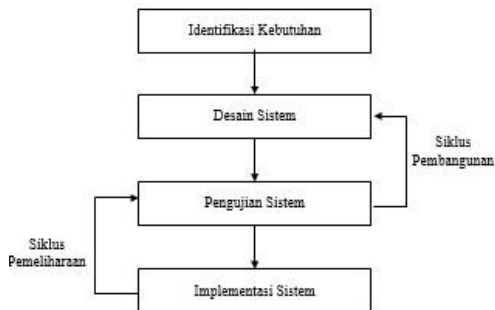 Identifikasi Kebutuhan
Desain Sistem
Siklus
Pembangunan
Pengujian Sistem
Siklus
Pemeliharaan
Implementasi Sistem